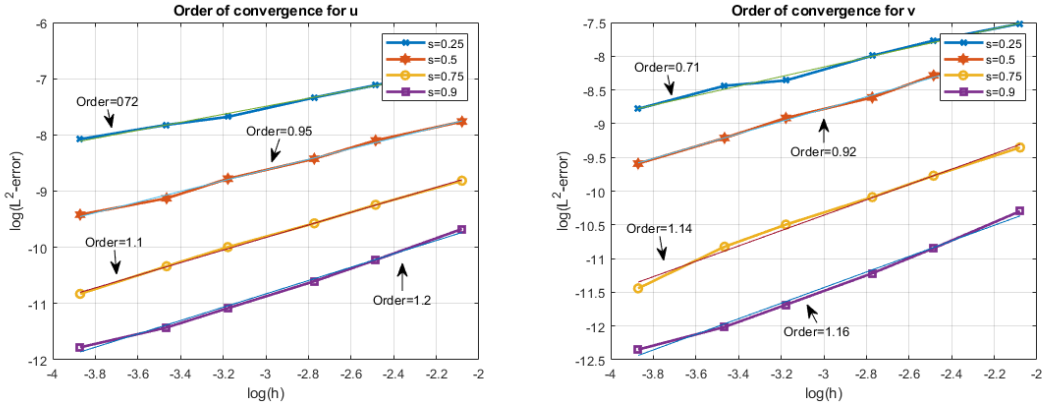 Order of convergence for u
-6
-7
-8
-9
-10
-11
-12
log(L²-error)
s=0.25
s=0.5
s=0.75
s=0.9
Order=072
Order=0.95
Order=1.1
Order=1.2
-4 -3.8 -3.6 -3.4 -3.2 -3 -2.8 -2.6 -2.4 -2.2 -2
log(h)
Order of convergence for v
-7.5
-8
-8.5
-9
-9.5
-10
-10.5
-11
-11.5
-12
-12.5
log(L²-error)
s=0.25
s=0.5
s=0.75
s=0.9
Order=0.71
Order=0.92
Order=1.14
Order=1.16
-4 -3.8 -3.6 -3.4 -3.2 -3 -2.8 -2.6 -2.4 -2.2 -2
log(h)